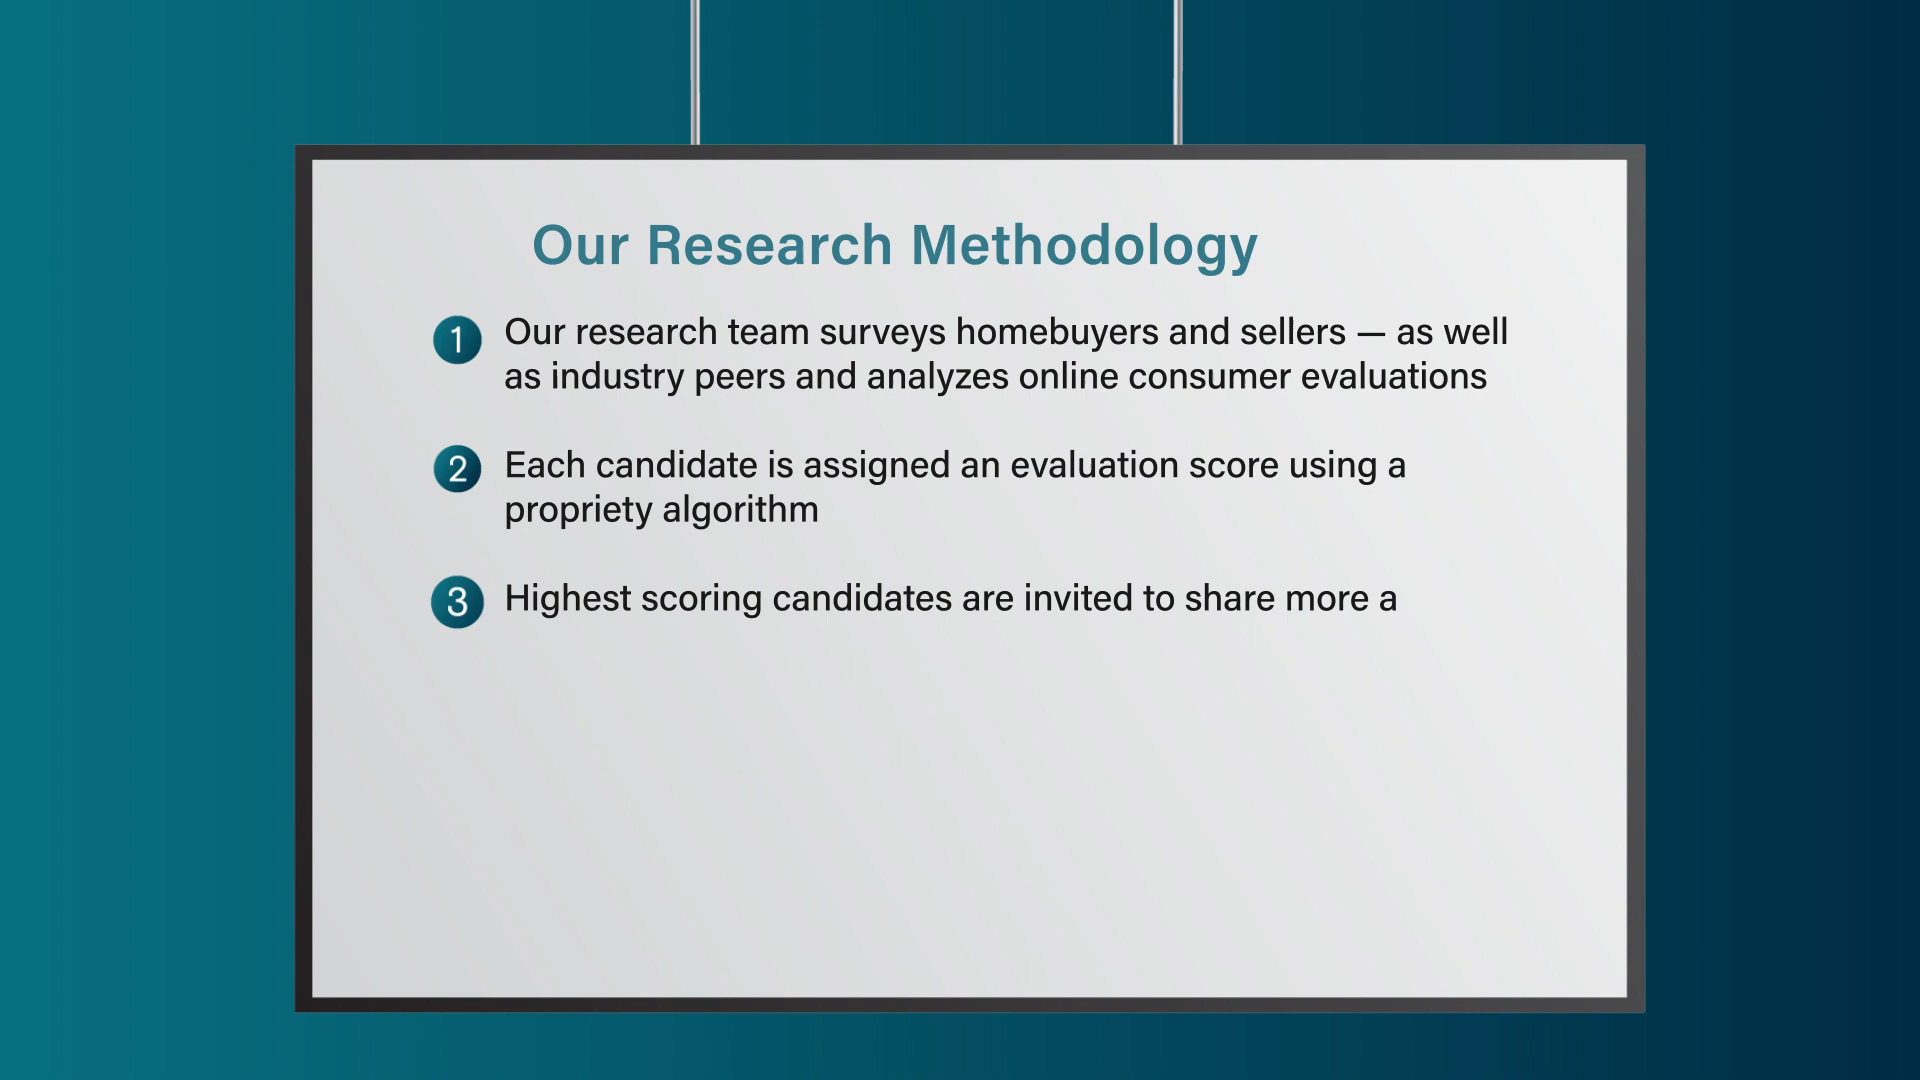 Our Research Methodology
1 Our research team surveys homebuyers and sellers — as well
as industry peers and analyzes online consumer evaluations
2 Each candidate is assigned an evaluation score using a
propriety algorithm
3 Highest scoring candidates are invited to share more a